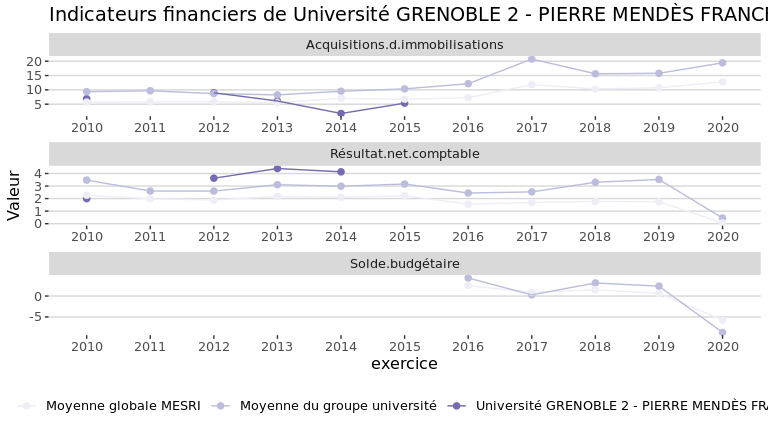 Indicateurs financiers de Université GRENOBLE 2 - PIERRE MENDÈS FRANCE
Acquisitions.d.immobilisations
20
15
10
5
2010 2011 2012 2013 2014 2015 2016 2017 2018 2019 2020
Résultat.net.comptable
4
3
2
1
0
2010 2011 2012 2013 2014 2015 2016 2017 2018 2019 2020
Solde.budgétaire
0
-5
2010 2011 2012 2013 2014 2015 2016 2017 2018 2019 2020
Valeur
exercice
Moyenne globale MESRI Moyenne du groupe université Université GRENOBLE 2 - PIERRE MENDÈS FRA